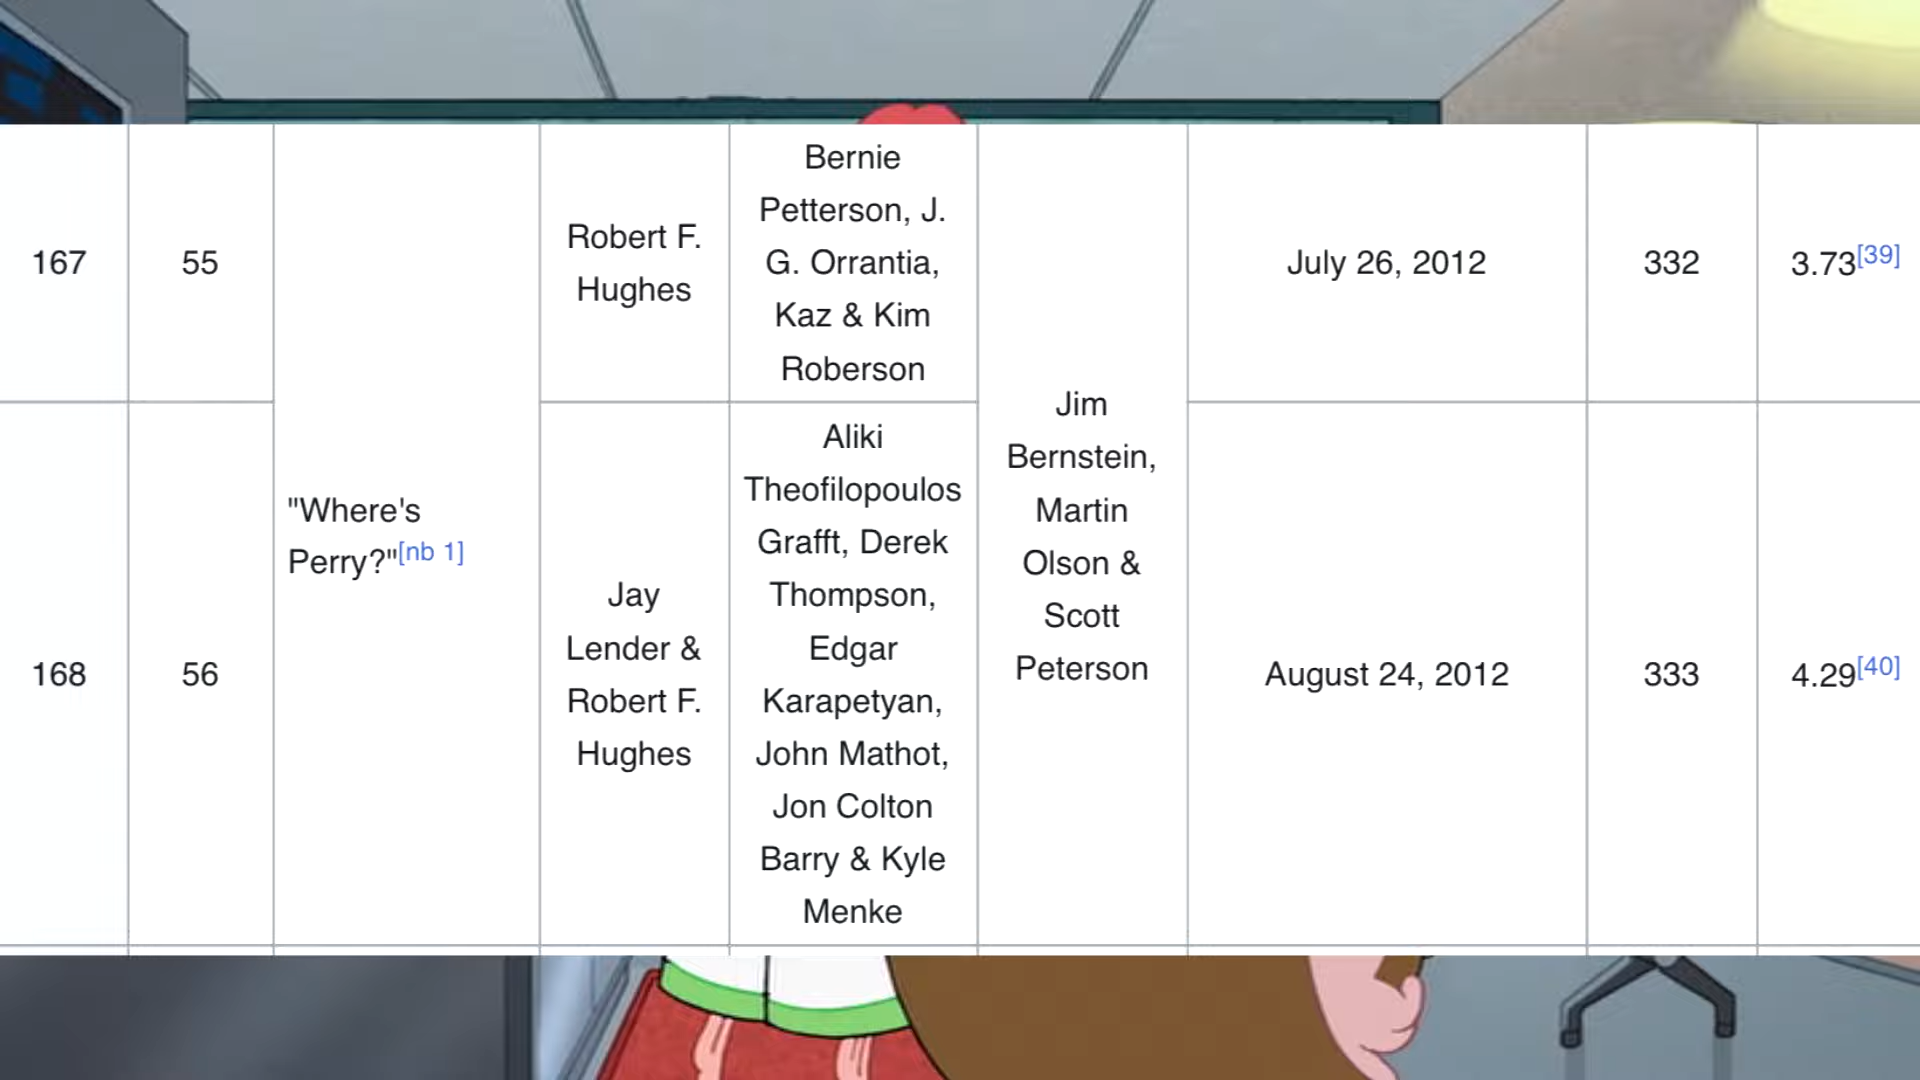 167
55
"Where's
Perry?"[nb 1]
Robert F.
Hughes
Bernie
Petterson, J.
G. Orrantia,
Kaz & Kim
Roberson
Jim
Bernstein,
Martin
Olson &
Scott
Peterson
July 26, 2012
332
3.73[39]
168
56
Jay
Lender &
Robert F.
Hughes
Aliki
Theofilopoulos
Grafft, Derek
Thompson,
Edgar
Karapetyan,
John Mathot,
Jon Colton
Barry & Kyle
Menke
August 24, 2012
333
4.29[40]